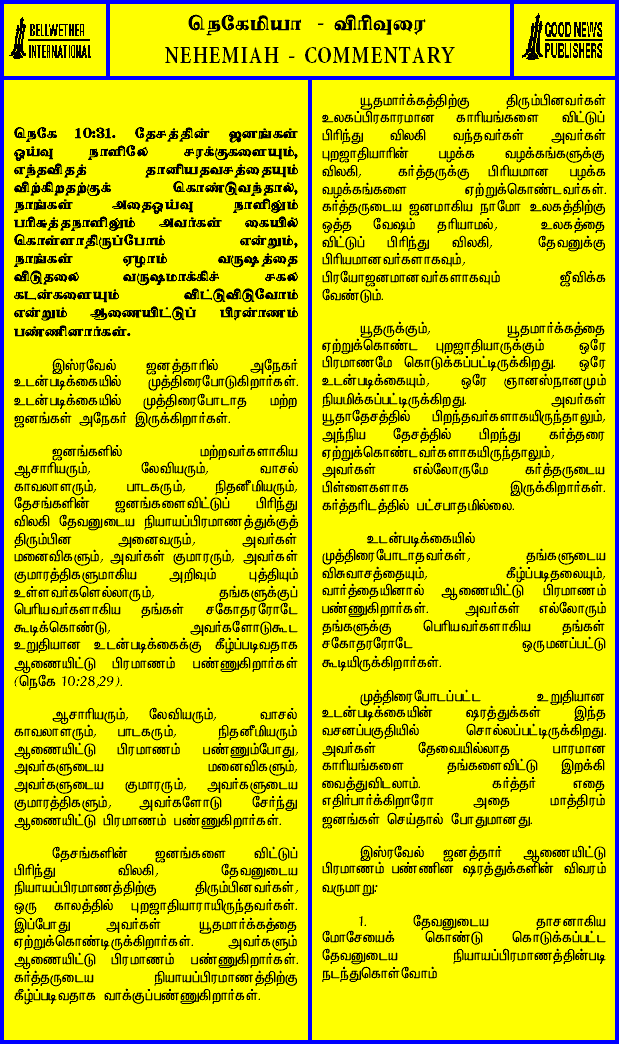 BELLWETHER
INTERNATIONAL
நெகேமியா - விரிவுரை
NEHEMIAH - COMMENTARY
GOOD NEWS
PUBLISHERS
நெகே 10:31. தேசத்தின் ஜனங்கள்
ஓய்வு நாளிலே சரக்குகளையும்,
எந்தவிதத் தானியதவசத்தையும்
விற்கிறதற்குக் கொண்டுவந்தால்,
நாங்கள் அதைஓய்வு நாளிலும்
பரிசுத்தநாளிலும் அவர்கள் கையில்
கொள்ளாதிருப்போம் என்றும்,
நாங்கள் ஏழாம் வருஷத்தை
விடுதலை வருஷமாக்கிச் சகல
கடன்களையும் விட்டுவிடுவோம்
என்றும் ஆணையிட்டுப் பிரமாணம்
பண்ணினார்கள்.
இஸ்ரவேல் ஜனத்தாரில் அநேகர்
உடன்படிக்கையில் முத்திரைபோடுகிறார்கள்.
உடன்படிக்கையில் முத்திரைபோடாத மற்ற
ஜனங்கள் அநேகர் இருக்கிறார்கள்.
ஜனங்களில் மற்றவர்களாகிய
ஆசாரியரும், லேவியரும், வாசல்
காவலாளரும், பாடகரும், நிதனீமியரும்,
தேசங்களின் ஜனங்களைவிட்டுப் பிரிந்து
விலகி தேவனுடைய நியாயப்பிரமாணத்துக்குத்
திரும்பின அனைவரும், அவர்கள்
மனைவிகளும், அவர்கள் குமாரரும், அவர்கள்
குமாரத்திகளுமாகிய அறிவும் புத்தியும்
உள்ளவர்களெல்லாரும், தங்களுக்குப்
பெரியவர்களாகிய தங்கள் சகோதரரோடே
கூடிக்கொண்டு, அவர்களோடுகூட
உறுதியான உடன்படிக்கைக்கு கீழ்ப்படிவதாக
ஆணையிட்டு பிரமாணம் பண்ணுகிறார்கள்
(நெகே 10:28,29).
ஆசாரியரும், லேவியரும், வாசல்
காவலாளரும், பாடகரும், நிதனீமியரும்
ஆணையிட்டு பிரமாணம் பண்ணும்போது,
அவர்களுடைய மனைவிகளும்,
அவர்களுடைய குமாரரும், அவர்களுடைய
குமாரத்திகளும், அவர்களோடு சேர்ந்து
ஆணையிட்டு பிரமாணம் பண்ணுகிறார்கள்.
தேசங்களின் ஜனங்களை விட்டுப்
பிரிந்து விலகி, தேவனுடைய
நியாயப்பிரமாணத்திற்கு திரும்பினவர்கள்,
ஒரு காலத்தில் புறஜாதியாராயிருந்தவர்கள்.
இப்போது அவர்கள் யூதமார்க்கத்தை
ஏற்றுக்கொண்டிருக்கிறார்கள். அவர்களும்
ஆணையிட்டு பிரமாணம் பண்ணுகிறார்கள்.
கர்த்தருடைய நியாயப்பிரமாணத்திற்கு
கீழ்ப்படிவதாக வாக்குப்பண்ணுகிறார்கள்.
யூதமார்க்கத்திற்கு திரும்பினவர்கள்
உலகப்பிரகாரமான காரியங்களை விட்டுப்
பிரிந்து விலகி வந்தவர்கள் அவர்கள்
புறஜாதியாரின் பழக்க வழக்கங்களுக்கு
விலகி, கர்த்தருக்கு பிரியமான பழக்க
வழக்கங்களை ஏற்றுக்கொண்டவர்கள்.
கர்த்தருடைய ஜனமாகிய நாமோ உலகத்திற்கு
ஒத்த வேஷம் தரியாமல், உலகத்தை
விட்டுப் பிரிந்து விலகி, தேவனுக்கு
பிரியமானவர்களாகவும்,
பிரயோஜனமானவர்களாகவும் ஜீவிக்க
வேண்டும்.
யூதருக்கும், யூதமார்க்கத்தை
ஏற்றுக்கொண்ட புறஜாதியாருக்கும் ஒரே
பிரமாணமே கொடுக்கப்பட்டிருக்கிறது. ஒரே
உடன்படிக்கையும், ஒரே ஞானஸ்நானமும்
நியமிக்கப்பட்டிருக்கிறது. அவர்கள்
யூதாதேசத்தில் பிறந்தவர்களாகயிருந்தாலும்,
அந்நிய தேசத்தில் பிறந்து கர்த்தரை
ஏற்றுக்கொண்டவர்களாகயிருந்தாலும்,
அவர்கள் எல்லோருமே கர்த்தருடைய
பிள்ளைகளாக இருக்கிறார்கள்.
கர்த்தரிடத்தில் பட்சபாதமில்லை.
உடன்படிக்கையில்
முத்திரைபோடாதவர்கள், தங்களுடைய
விசுவாசத்தையும், கீழ்ப்படிதலையும்,
வார்த்தையினால் ஆணையிட்டு பிரமாணம்
பண்ணுகிறார்கள். அவர்கள் எல்லோரும்
தங்களுக்கு பெரியவர்களாகிய தங்கள்
சகோதரரோடே ஒருமனப்பட்டு
கூடியிருக்கிறார்கள்.
முத்திரைபோடப்பட்ட உறுதியான
உடன்படிக்கையின் ஷரத்துக்கள் இந்த
வசனப்பகுதியில் சொல்லப்பட்டிருக்கிறது.
அவர்கள் தேவையில்லாத பாரமான
காரியங்களை தங்களைவிட்டு இறக்கி
வைத்துவிடலாம். கர்த்தர் எதை
எதிர்பார்க்கிறாரோ அதை மாத்திரம்
ஜனங்கள் செய்தால் போதுமானது.
இஸ்ரவேல் ஜனத்தார் ஆணையிட்டு
பிரமாணம் பண்ணின ஷரத்துக்களின் விவரம்
வருமாறு:
1. தேவனுடைய தாசனாகிய
மோசேயைக் கொண்டு கொடுக்கப்பட்ட
தேவனுடைய நியாயப்பிரமாணத்தின்படி
நடந்துகொள்வோம்